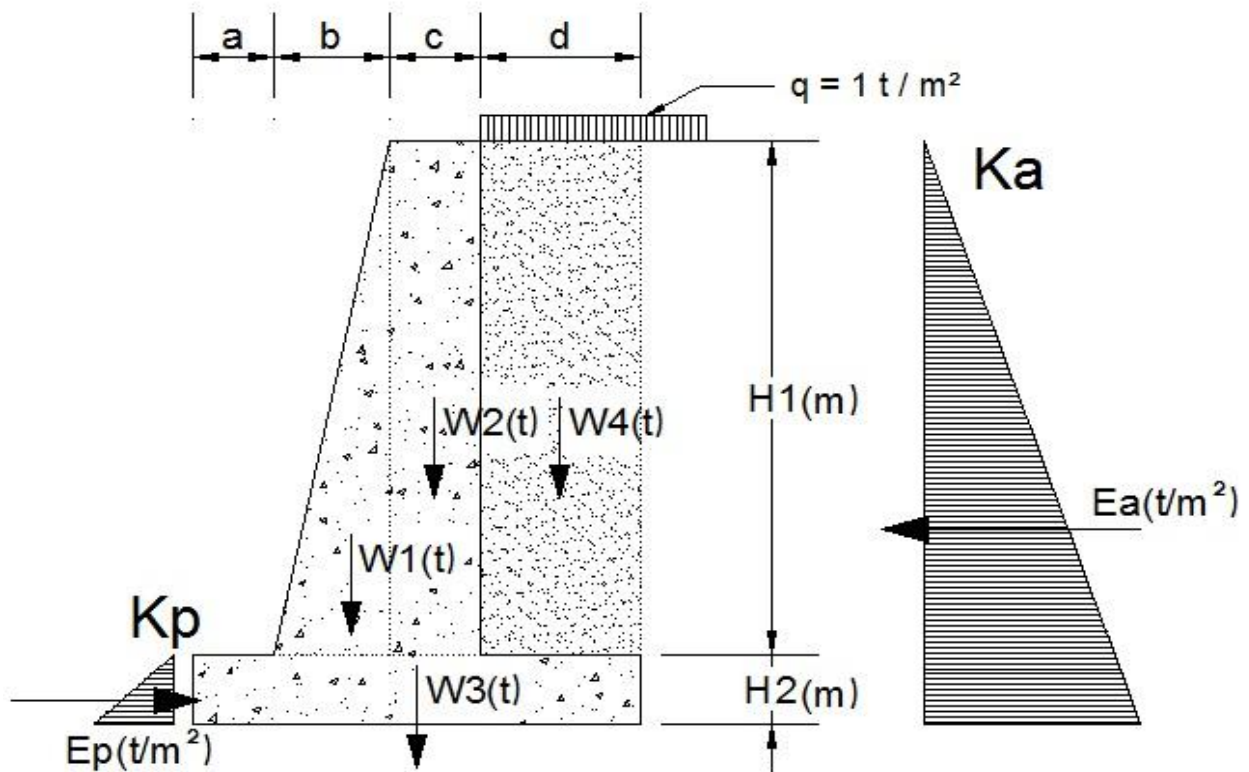 a b c d
q = 1 t / m²
Ka
H1(m)
W2(t) W4(t)
Ea(t/m²)
W1(t)
Kp
W3(t) H2(m)
Ep(t/m²)